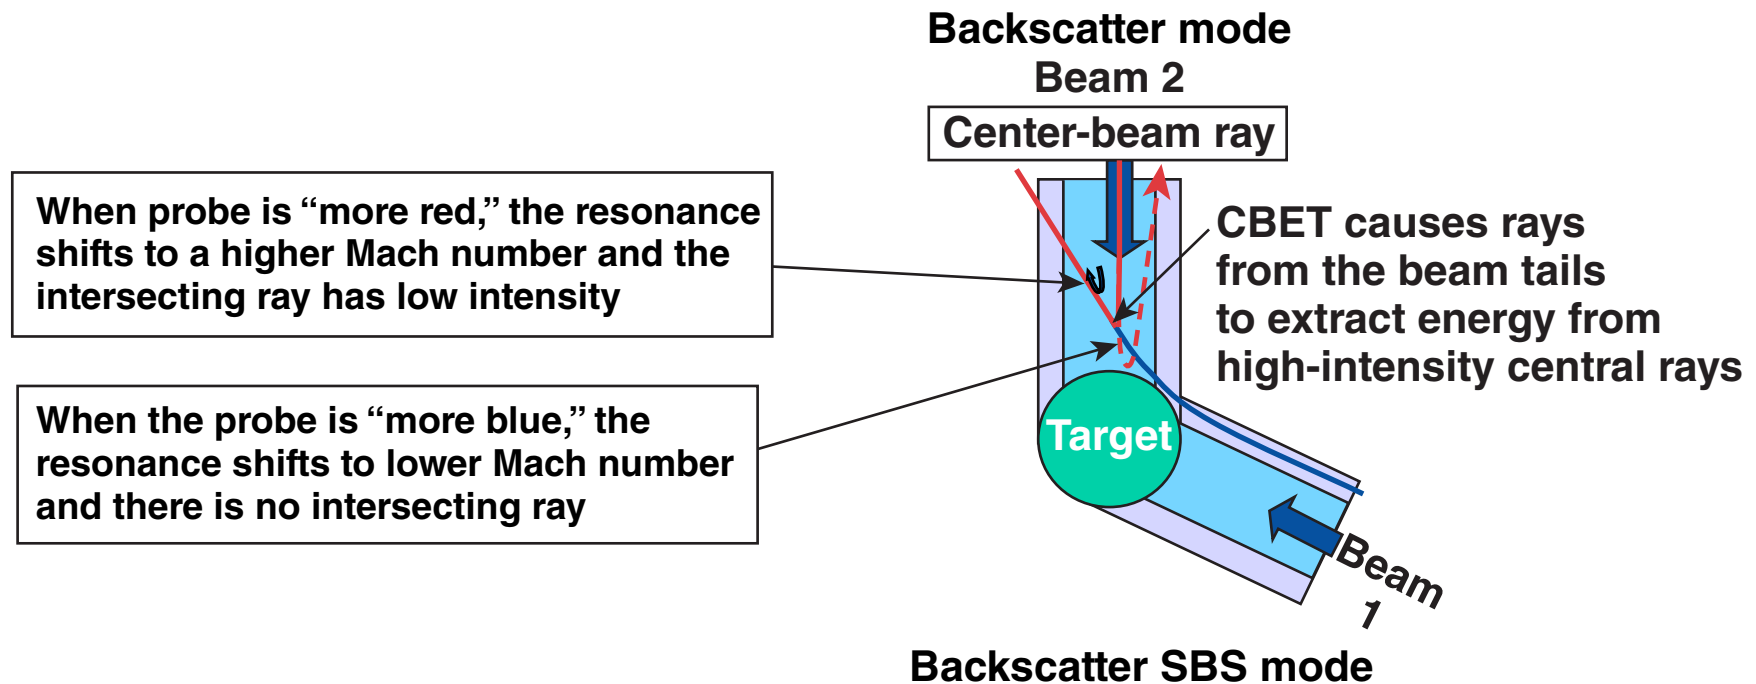 Backscatter mode
Beam 2
Center-beam ray
When probe is “more red,” the resonance
shifts to a higher Mach number and the
intersecting ray has low intensity
CBET causes rays
from the beam tails
to extract energy from
high-intensity central rays
When the probe is “more blue,” the
resonance shifts to lower Mach number
and there is no intersecting ray
Target
Beam
1
Backscatter SBS mode